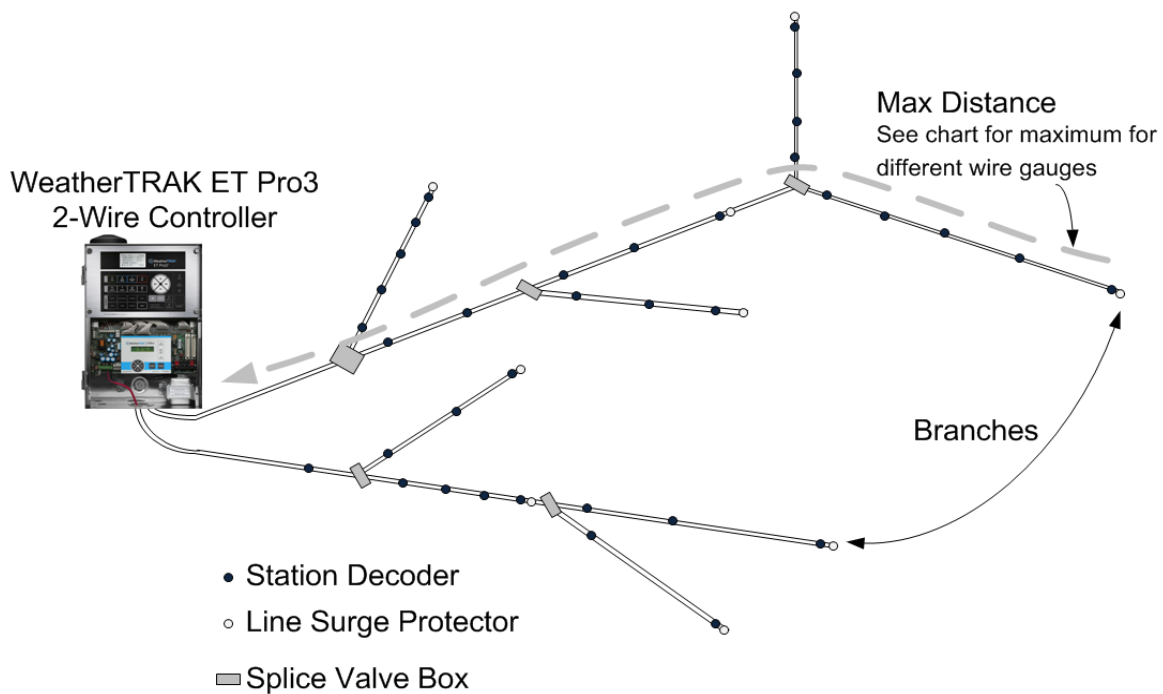 WeatherTRAK ET Pro3
2-Wire Controller
Max Distance
See chart for maximum for
different wire gauges
Branches
Station Decoder
Line Surge Protector
Splice Valve Box